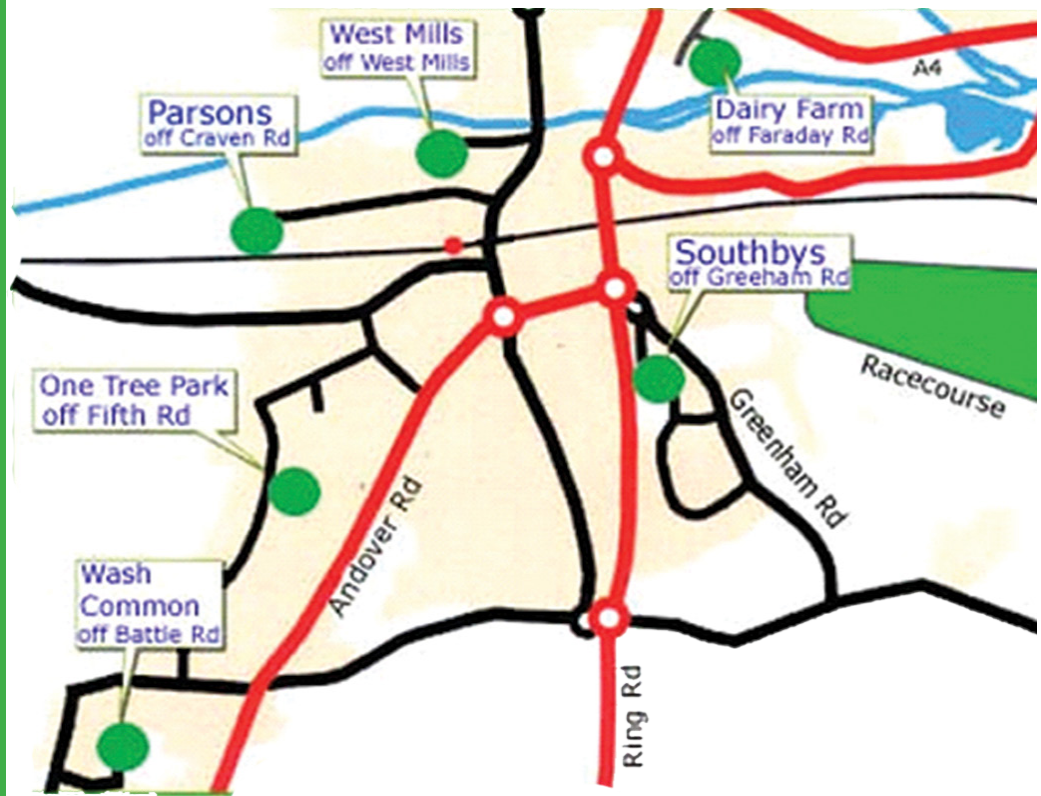 West Mills
off West Mills
Parsons
off Craven Rd
A4
Dairy Farm
off Faraday Rd
Southbys
off Greeham Rd
Racecourse
One Tree Park
off Fifth Rd
Greenham Rd
Andover Rd
Wash
Common
off Battle Rd
Ring Rd